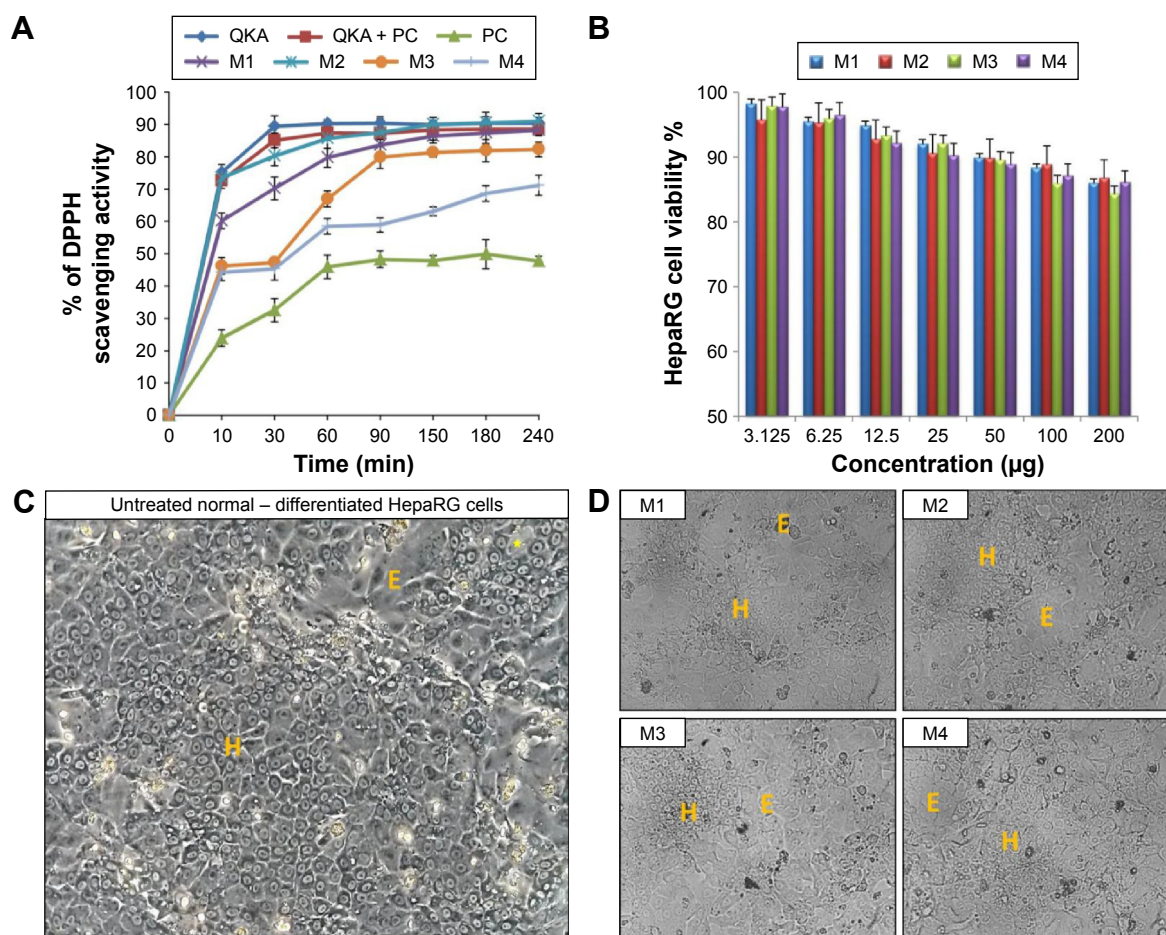 A
QKA QKA + PC PC
M1 M2 M3 M4
% of DPPH
scavenging activity
100
90
80
70
60
50
40
30
20
10
0
0 10 30 60 90 150 180 240
Time (min)
B
M1 M2 M3 M4
HepaRG cell viability %
100
90
80
70
60
50
3.125 6.25 12.5 25 50 100 200
Concentration (µg)
C
Untreated normal – differentiated HepaRG cells
E
H
D
M1
E
H
M2
H
E
M3
H
E
M4
E
H